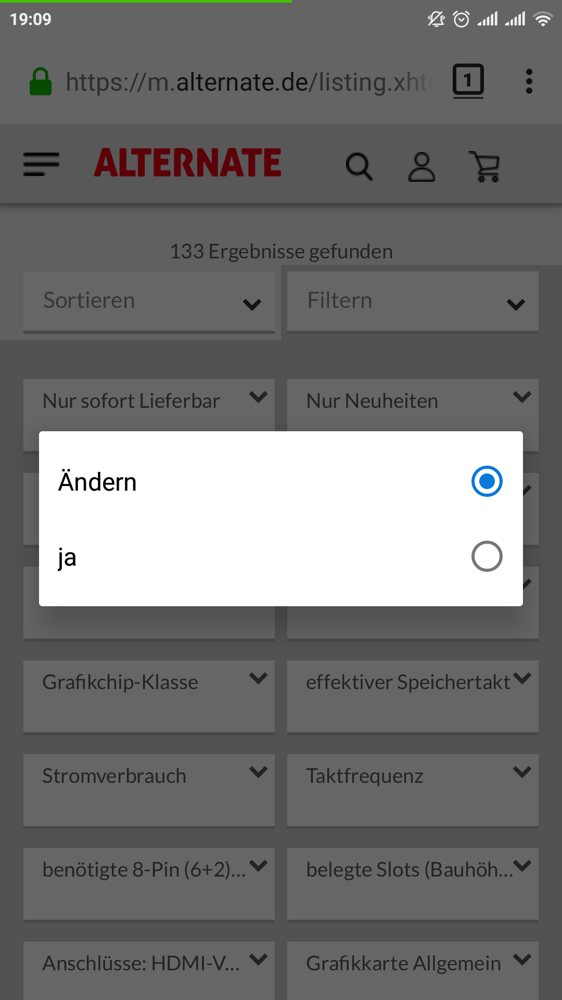 19:09
https://m.alternate.de/listing.xht
1
ALTERNATE
133 Ergebnisse gefunden
Sortieren
Filtern
Nur sofort Lieferbar
Nur Neuheiten
Ändern
ja
Grafikchip-Klasse
effektiver Speichertakt
Stromverbrauch
Taktfrequenz
benötigte 8-Pin (6+2)...
belegte Slots (Bauhöh...
Anschlüsse: HDMI-V...
Grafikkarte Allgemein